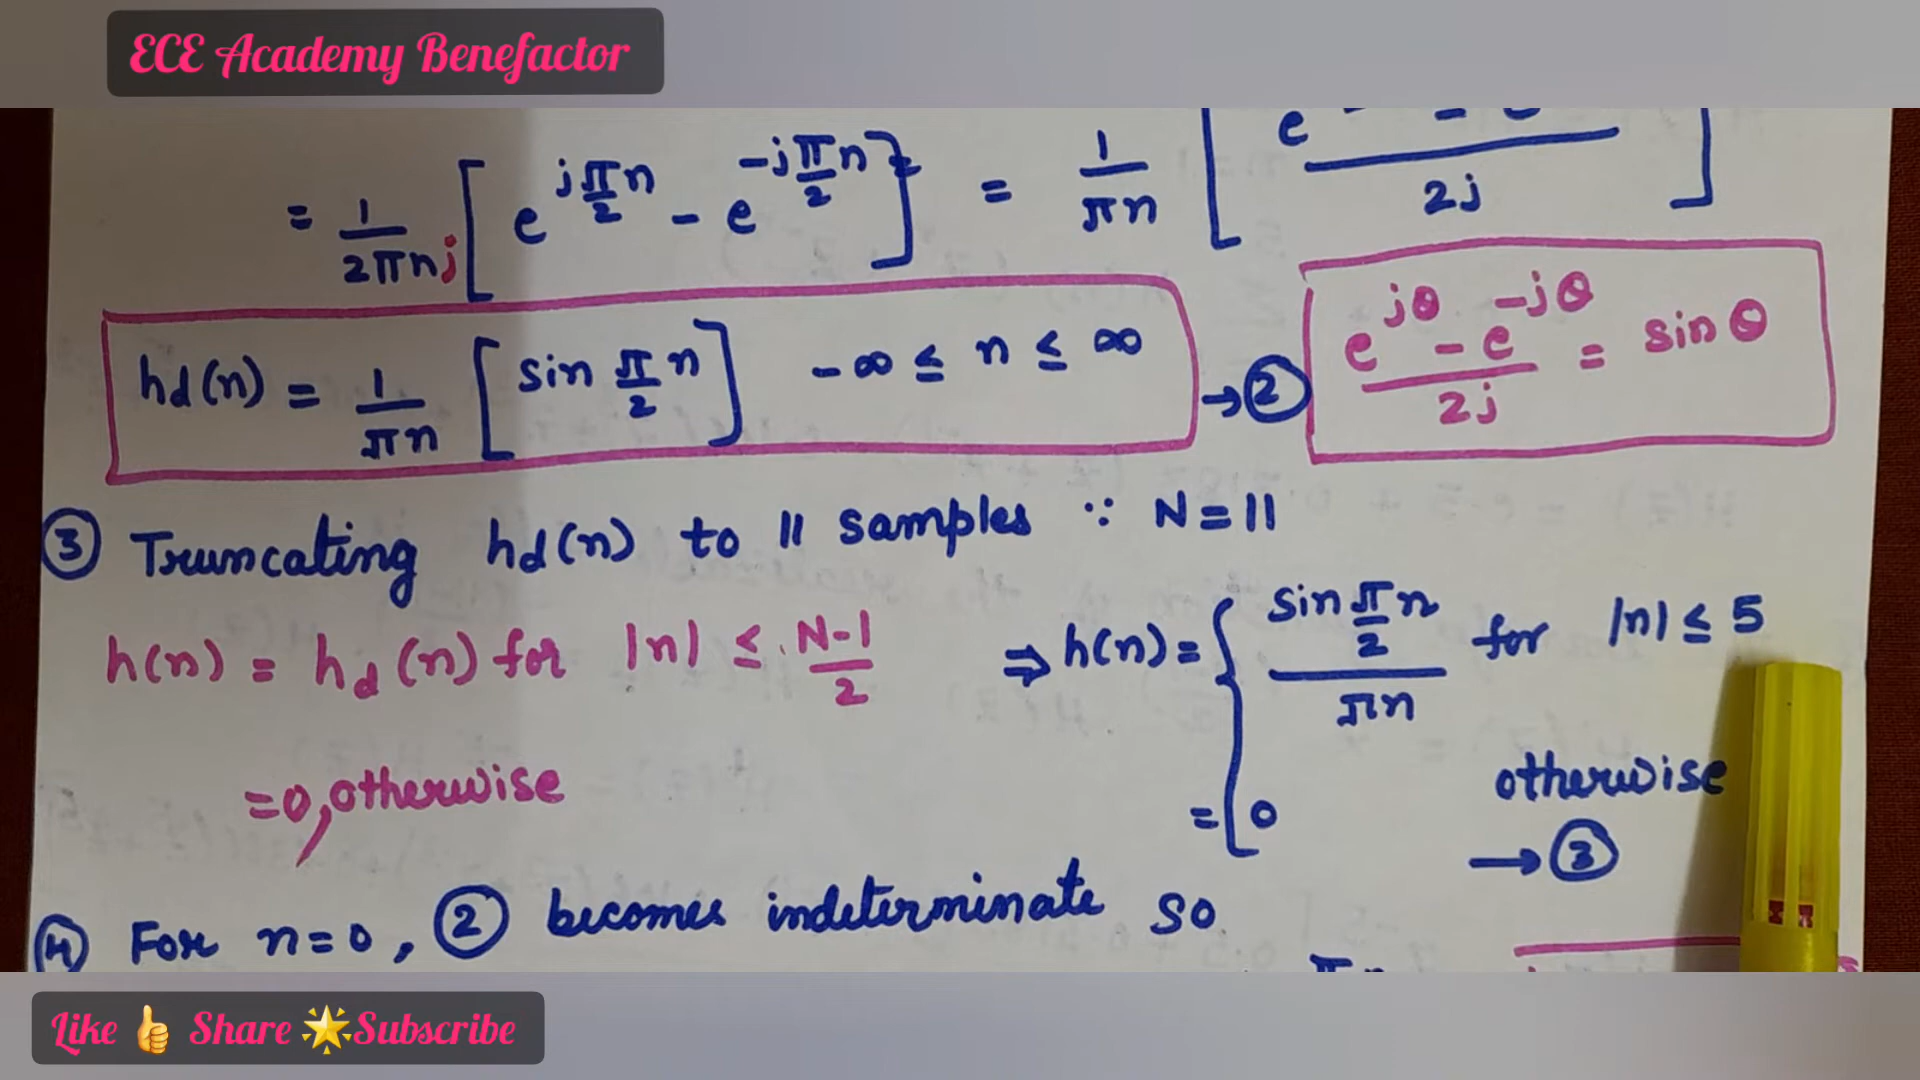 ECE Academy Benefactor
= 1/2πnj [ e^{jπ/2 n} - e^{-jπ/2 n} ] = 1/πn [ e - e / 2j ]
hd(n) = 1/πn [ sin π/2 n ] -∞ ≤ n ≤ ∞ → ②
e^{jθ} - e^{-jθ} / 2j = sin θ
③ Truncating hd(n) to 11 samples ∵ N = 11
h(n) = hd(n) for |n| ≤ N-1/2
= 0, otherwise
⇒ h(n) = { sin π/2 n / πn for |n| ≤ 5
= 0 otherwise
→ ③
④ For n=0, ② becomes indeterminate so
Like 👍 Share 🌟Subscribe